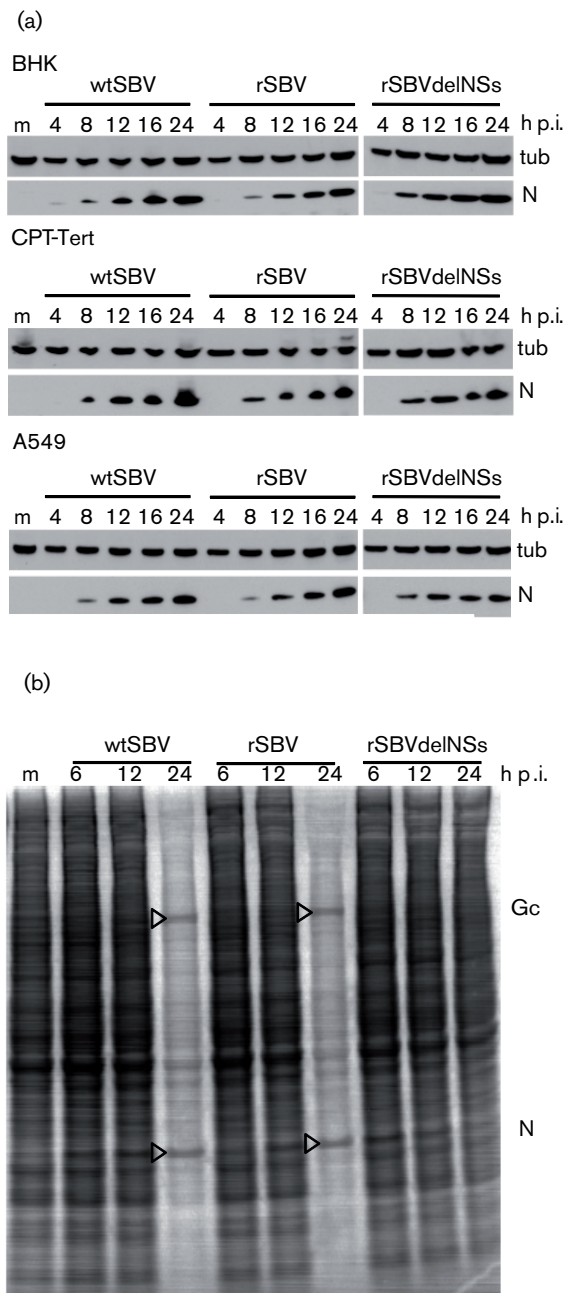 (a)
BHK
wtSBV rSBV rSBVdelNSs
m 4 8 12 16 24 4 8 12 16 24 4 8 12 16 24 h p.i.
tub
N
CPT-Tert
wtSBV rSBV rSBVdelNSs
m 4 8 12 16 24 4 8 12 16 24 4 8 12 16 24 h p.i.
tub
N
A549
wtSBV rSBV rSBVdelNSs
m 4 8 12 16 24 4 8 12 16 24 4 8 12 16 24 h p.i.
tub
N
(b)
wtSBV rSBV rSBVdelNSs
m 6 12 24 6 12 24 6 12 24 h p.i.
Gc
N